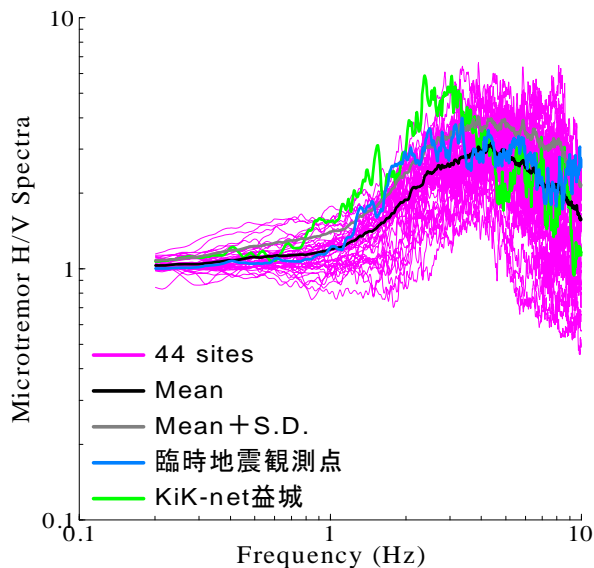 10
Microtremor H/V Spectra
1
44 sites
Mean
Mean＋S.D.
臨時地震観測点
KiK-net益城
0.1
0.1
1
10
Frequency (Hz)